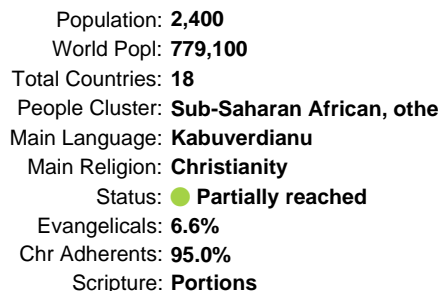 Population: 2,400
World Popl: 779,100
Total Countries: 18
People Cluster: Sub-Saharan African, othe
Main Language: Kabuverdianu
Main Religion: Christianity
Status: Partially reached
Evangelicals: 6.6%
Chr Adherents: 95.0%
Scripture: Portions